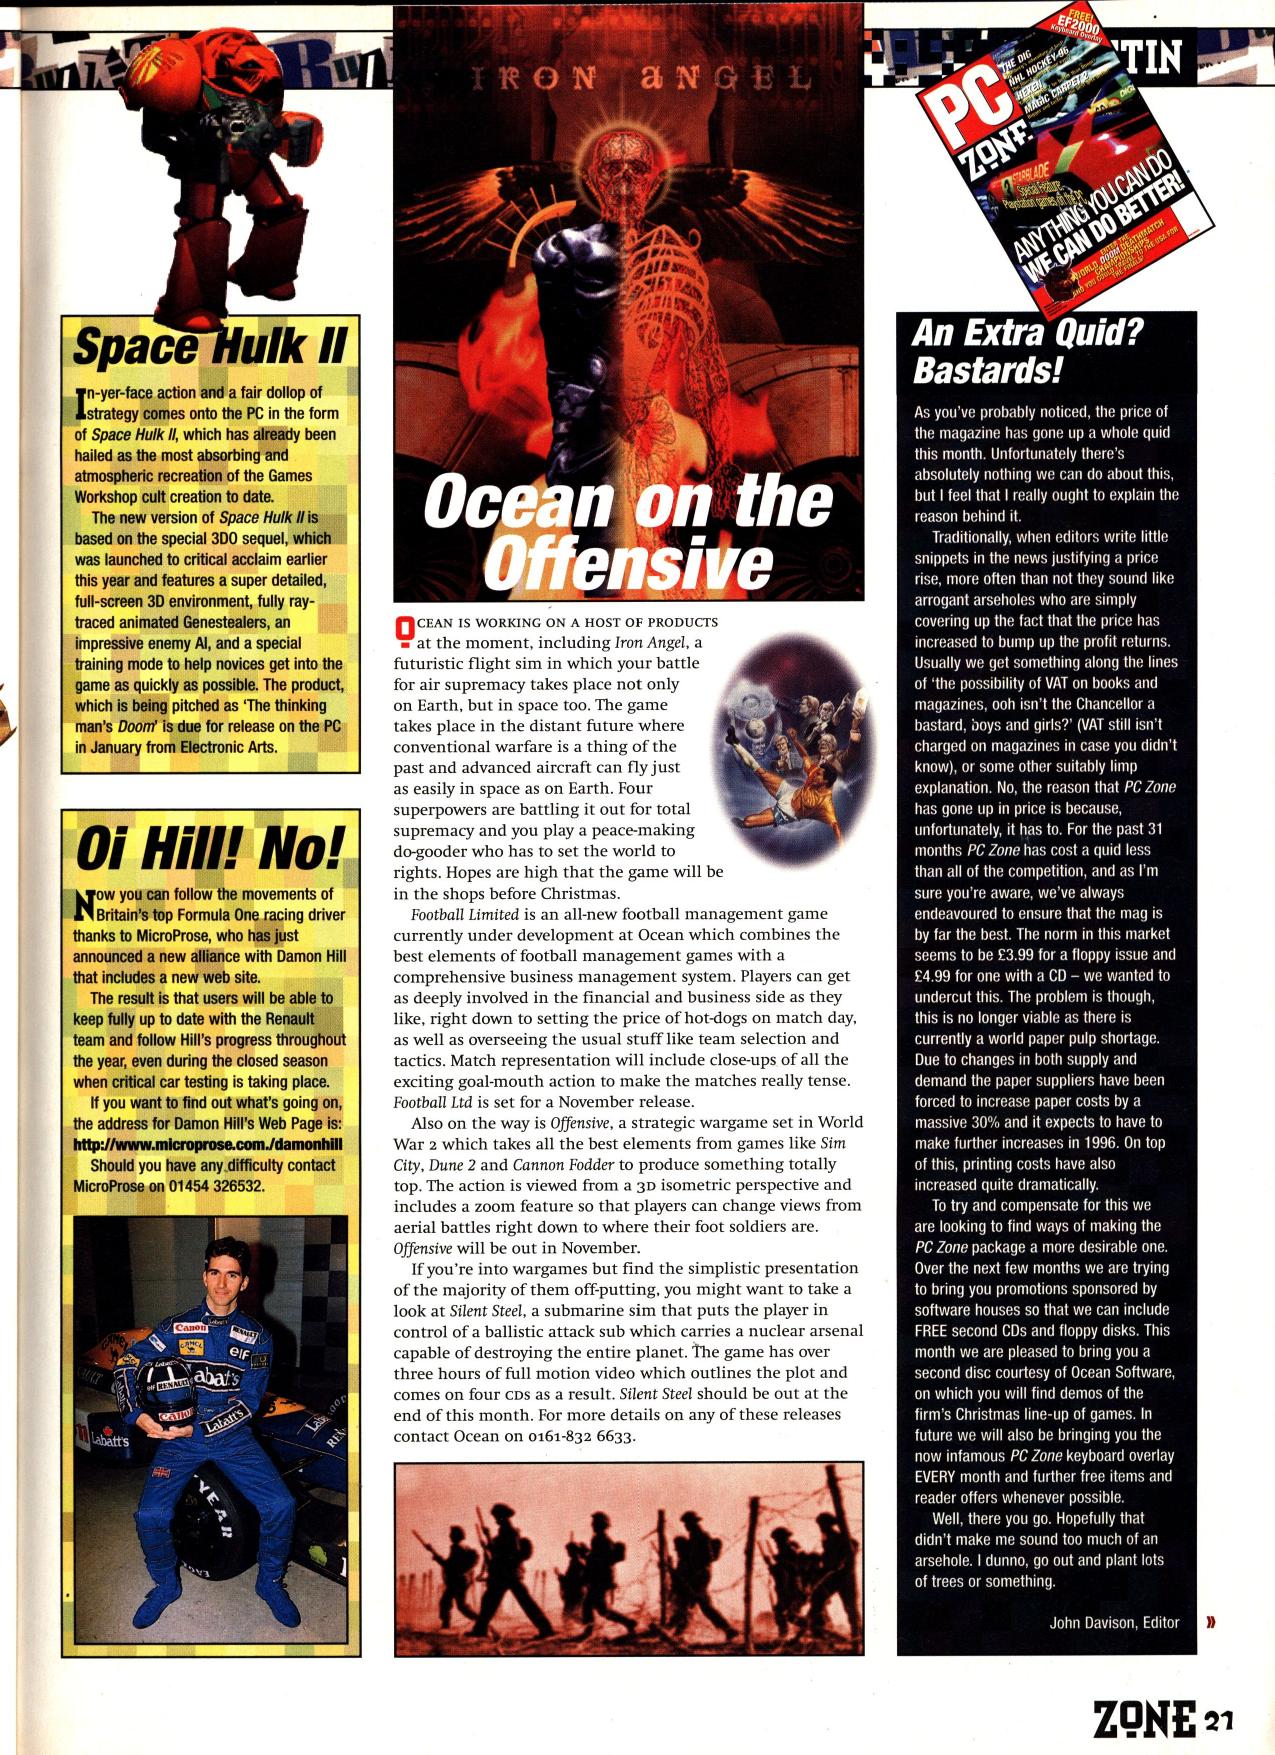 TIN
Space Hulk II
In-yer-face action and a fair dollop of
strategy comes onto the PC in the form
of Space Hulk II, which has already been
hailed as the most absorbing and
atmospheric recreation of the Games
Workshop cult creation to date.
The new version of Space Hulk II is
based on the special 3DO sequel, which
was launched to critical acclaim earlier
this year and features a super detailed,
full-screen 3D environment, fully ray-
traced animated Genestealers, an
impressive enemy AI, and a special
training mode to help novices get into the
game as quickly as possible. The product,
which is being pitched as 'The thinking
man's Doom' is due for release on the PC
in January from Electronic Arts.
Oi Hill! No!
Now you can follow the movements of
Britain's top Formula One racing driver
thanks to MicroProse, who has just
announced a new alliance with Damon Hill
that includes a new web site.
The result is that users will be able to
keep fully up to date with the Renault
team and follow Hill's progress throughout
the year, even during the closed season
when critical car testing is taking place.
If you want to find out what's going on,
the address for Damon Hill's Web Page is:
http://www.microprose.com./damonhill
Should you have any difficulty contact
MicroProse on 01454 326532.
Canon
RENAULT
CAMEL
elf
Labatt's
RENAULT
Canon
Labatt's
Labatt's
YEAR
IRON ANGEL
Ocean on the
Offensive
OCEAN IS WORKING ON A HOST OF PRODUCTS
at the moment, including Iron Angel, a
futuristic flight sim in which your battle
for air supremacy takes place not only
on Earth, but in space too. The game
takes place in the distant future where
conventional warfare is a thing of the
past and advanced aircraft can fly just
as easily in space as on Earth. Four
superpowers are battling it out for total
supremacy and you play a peace-making
do-gooder who has to set the world to
rights. Hopes are high that the game will be
in the shops before Christmas.
Football Limited is an all-new football management game
currently under development at Ocean which combines the
best elements of football management games with a
comprehensive business management system. Players can get
as deeply involved in the financial and business side as they
like, right down to setting the price of hot-dogs on match day,
as well as overseeing the usual stuff like team selection and
tactics. Match representation will include close-ups of all the
exciting goal-mouth action to make the matches really tense.
Football Ltd is set for a November release.
Also on the way is Offensive, a strategic wargame set in World
War 2 which takes all the best elements from games like Sim
City, Dune 2 and Cannon Fodder to produce something totally
top. The action is viewed from a 3D isometric perspective and
includes a zoom feature so that players can change views from
aerial battles right down to where their foot soldiers are.
Offensive will be out in November.
If you're into wargames but find the simplistic presentation
of the majority of them off-putting, you might want to take a
look at Silent Steel, a submarine sim that puts the player in
control of a ballistic attack sub which carries a nuclear arsenal
capable of destroying the entire planet. The game has over
three hours of full motion video which outlines the plot and
comes on four CDs as a result. Silent Steel should be out at the
end of this month. For more details on any of these releases
contact Ocean on 0161-832 6633.
FREE!
EF2000
Keyboard Overlay
PC
ZONE
THE DIG
NHL HOCKEY '96
HEXEN
MAGIC CARPET 2
STARBLADE
Special Feature:
Playstation games on the PC
ANYTHING YOU CAN DO
WE CAN DO BETTER!
ENTER THE
WORLD DOOM DEATHMATCH
CHAMPIONSHIPS
An Extra Quid?
Bastards!
As you've probably noticed, the price of
the magazine has gone up a whole quid
this month. Unfortunately there's
absolutely nothing we can do about this,
but I feel that I really ought to explain the
reason behind it.
Traditionally, when editors write little
snippets in the news justifying a price
rise, more often than not they sound like
arrogant arseholes who are simply
covering up the fact that the price has
increased to bump up the profit returns.
Usually we get something along the lines
of 'the possibility of VAT on books and
magazines, ooh isn't the Chancellor a
bastard, boys and girls?' (VAT still isn't
charged on magazines in case you didn't
know), or some other suitably limp
explanation. No, the reason that PC Zone
has gone up in price is because,
unfortunately, it has to. For the past 31
months PC Zone has cost a quid less
than all of the competition, and as I'm
sure you're aware, we've always
endeavoured to ensure that the mag is
by far the best. The norm in this market
seems to be £3.99 for a floppy issue and
£4.99 for one with a CD – we wanted to
undercut this. The problem is though,
this is no longer viable as there is
currently a world paper pulp shortage.
Due to changes in both supply and
demand the paper suppliers have been
forced to increase paper costs by a
massive 30% and it expects to have to
make further increases in 1996. On top
of this, printing costs have also
increased quite dramatically.
To try and compensate for this we
are looking to find ways of making the
PC Zone package a more desirable one.
Over the next few months we are trying
to bring you promotions sponsored by
software houses so that we can include
FREE second CDs and floppy disks. This
month we are pleased to bring you a
second disc courtesy of Ocean Software,
on which you will find demos of the
firm's Christmas line-up of games. In
future we will also be bringing you the
now infamous PC Zone keyboard overlay
EVERY month and further free items and
reader offers whenever possible.
Well, there you go. Hopefully that
didn't make me sound too much of an
arsehole. I dunno, go out and plant lots
of trees or something.
John Davison, Editor
ZONE 27